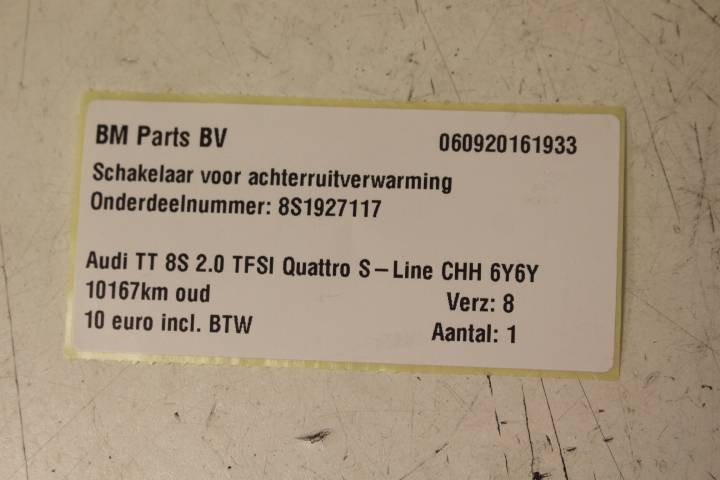 BM Parts BV 060920161933
Schakelaar voor achterruitverwarming
Onderdeelnummer: 8S1927117
Audi TT 8S 2.0 TFSI Quattro S-Line CHH 6Y6Y
10167km oud Verz: 8
10 euro incl. BTW Aantal: 1